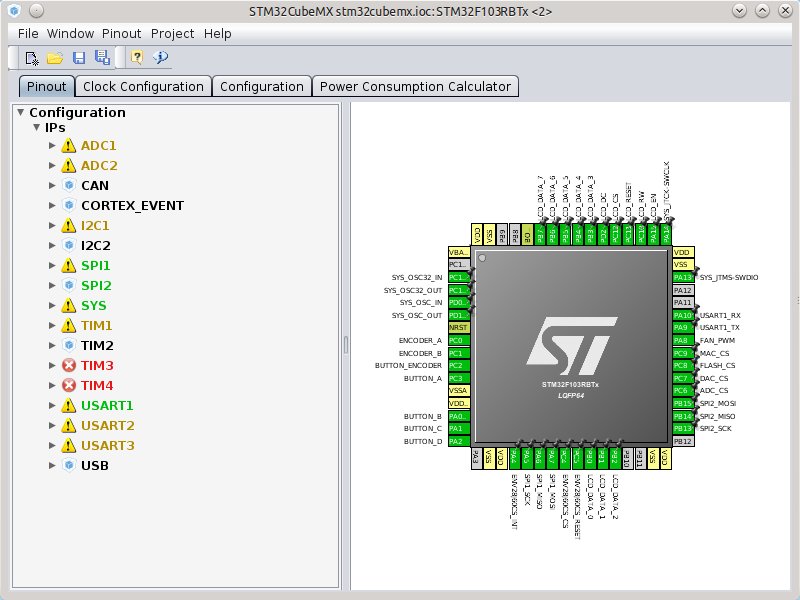 STM32CubeMX stm32cubemx.ioc: STM32F103RBTx <2>
File Window Pinout Project Help
Pinout Clock Configuration Configuration Power Consumption Calculator
Configuration
IPs
ADC1
ADC2
CAN
CORTEX_EVENT
I2C1
I2C2
SPI1
SPI2
SYS
TIM1
TIM2
TIM3
TIM4
USART1
USART2
USART3
USB
LCD_DATA_7
LCD_DATA_6
LCD_DATA_5
LCD_DATA_4
LCD_DATA_3
LCD_DC
LCD_CS
LCD_RESET
LCD_RW
LCD_EN
SYS_JTCK-SWCLK
VDD
VSS
PB9
PB8
BO..
PB7
PB6
PB5
PB4
PB3
PD2
PC12
PC11
PC10
PA15
PA14
VBA..
PC1..
SYS_OSC32_IN PC1..
SYS_OSC32_OUT PC1..
SYS_OSC_IN PD0..
SYS_OSC_OUT PD1..
NRST
ENCODER_A PC0
ENCODER_B PC1
BUTTON_ENCODER PC2
BUTTON_A PC3
VSSA
VDD..
BUTTON_B PA0..
BUTTON_C PA1
BUTTON_D PA2
STM32F103RBTx
LQFP64
VDD
VSS
PA13 SYS_JTMS-SWDIO
PA12
PA11
PA10 USART1_RX
PA9 USART1_TX
PA8 FAN_PWM
PC9 MAC_CS
PC8 FLASH_CS
PC7 DAC_CS
PC6 ADC_CS
PB15 SPI2_MOSI
PB14 SPI2_MISO
PB13 SPI2_SCK
PB12
PA3
VSS
VDD
PA4
PA5
PA6
PA7
PC4
PC5
PB0
PB1
PB2
PB10
PB11
VSS
VDD
ENV28J60CS_INT
SPI1_SCK
SPI1_MISO
SPI1_MOSI
ENV28J60CS_CS
ENV28J60CS_RESET
LCD_DATA_0
LCD_DATA_1
LCD_DATA_2